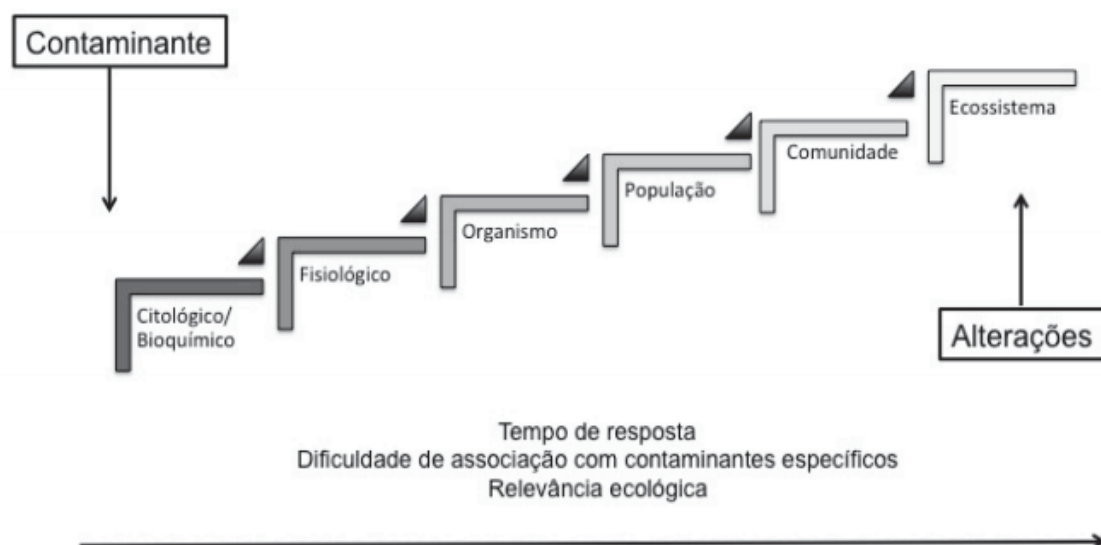 Contaminante
Ecossistema
Comunidade
População
Organismo
Fisiológico
Citológico/
Bioquímico
Alterações
Tempo de resposta
Dificuldade de associação com contaminantes específicos
Relevância ecológica